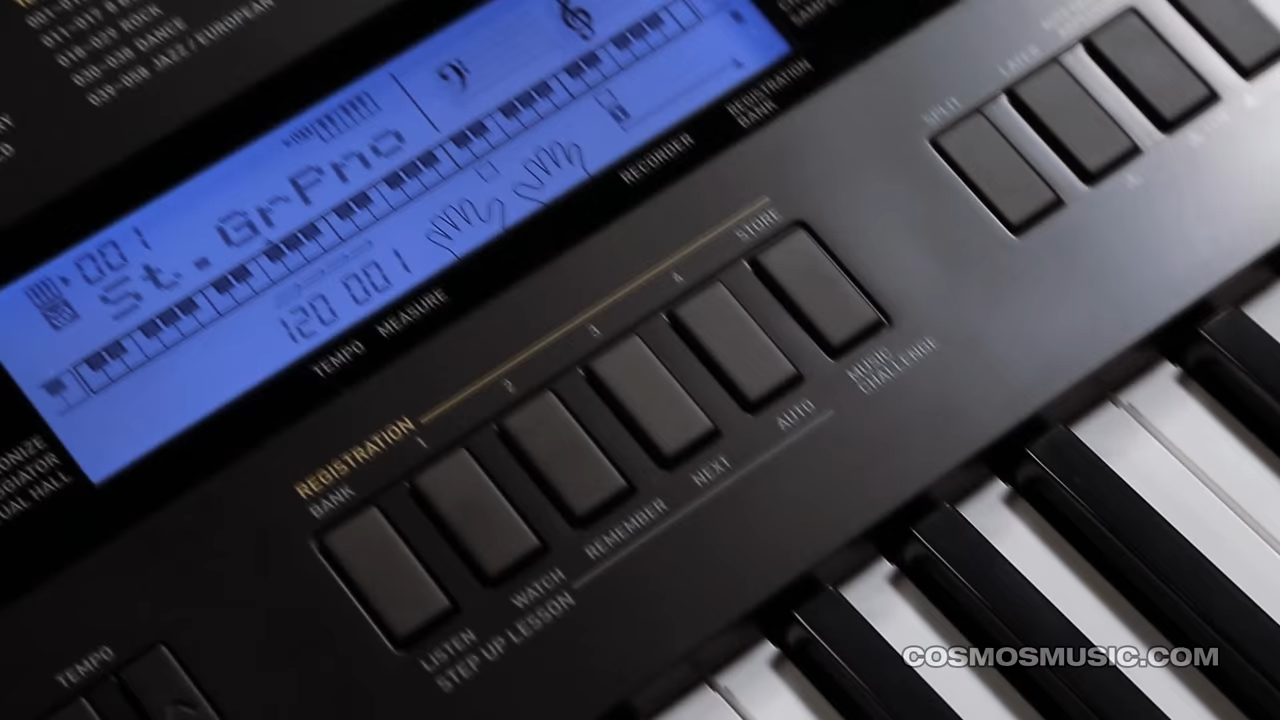 018-029 ROCK
030-038 DANCE
039-058 JAZZ/EUROPEAN
001
St.GrPno
120 001
TEMPO
MEASURE
RECORDER
REGISTRATION
BANK
SPLIT
LAYER
REGISTRATION
BANK
1
2
3
4
STORE
LISTEN
WATCH
REMEMBER
NEXT
AUTO
STEP UP LESSON
MUSIC
CHALLENGE
TEMPO
COSMOSMUSIC.COM